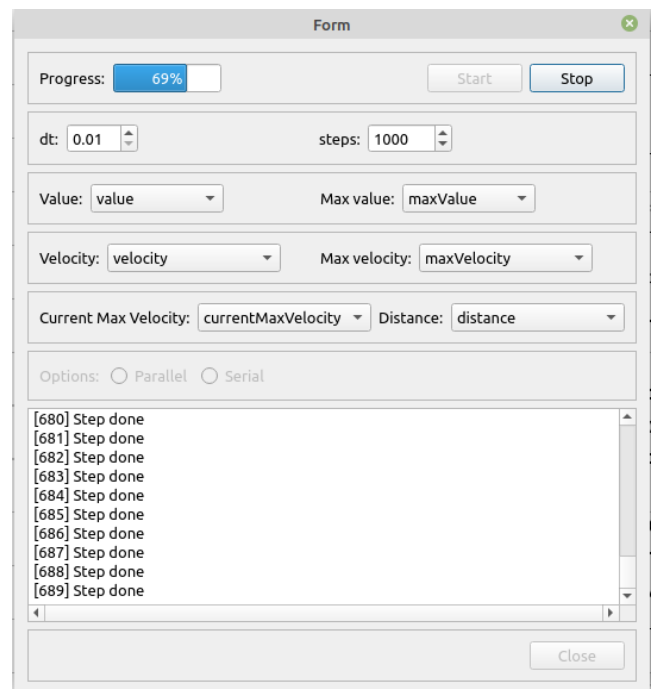 Form
Progress: 69% Start Stop
dt: 0.01 steps: 1000
Value: value Max value: maxValue
Velocity: velocity Max velocity: maxVelocity
Current Max Velocity: currentMaxVelocity Distance: distance
Options: Parallel Serial
[680] Step done
[681] Step done
[682] Step done
[683] Step done
[684] Step done
[685] Step done
[686] Step done
[687] Step done
[688] Step done
[689] Step done
Close